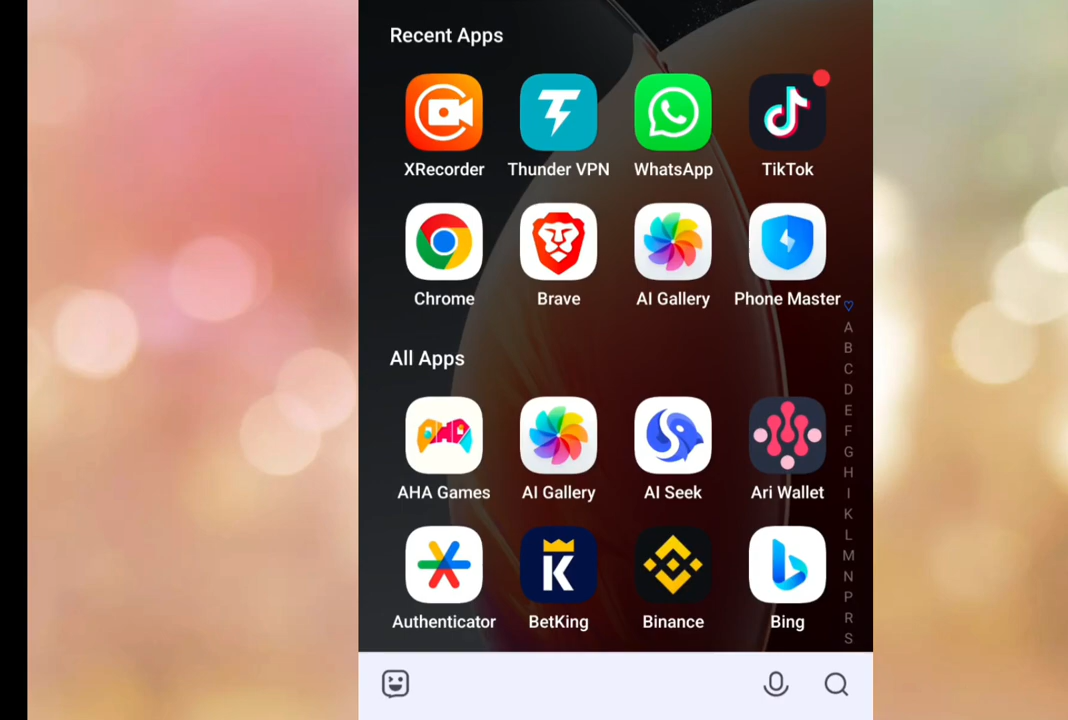 Recent Apps
XRecorder Thunder VPN WhatsApp TikTok
Chrome Brave AI Gallery Phone Master
All Apps
AHA Games AI Gallery AI Seek Ari Wallet
Authenticator BetKing Binance Bing
A
B
C
D
E
F
G
H
I
K
L
M
N
P
R
S